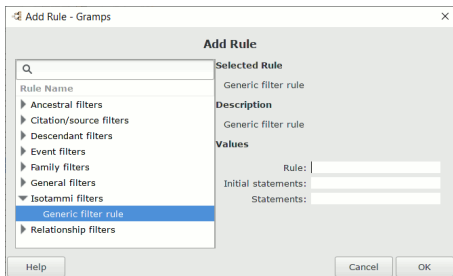 Add Rule - Gramps
Add Rule
Rule Name
Ancestral filters
Citation/source filters
Descendant filters
Event filters
Family filters
General filters
Isotammi filters
Generic filter rule
Relationship filters
Selected Rule
Generic filter rule
Description
Generic filter rule
Values
Rule:
Initial statements:
Statements:
Help
Cancel
OK